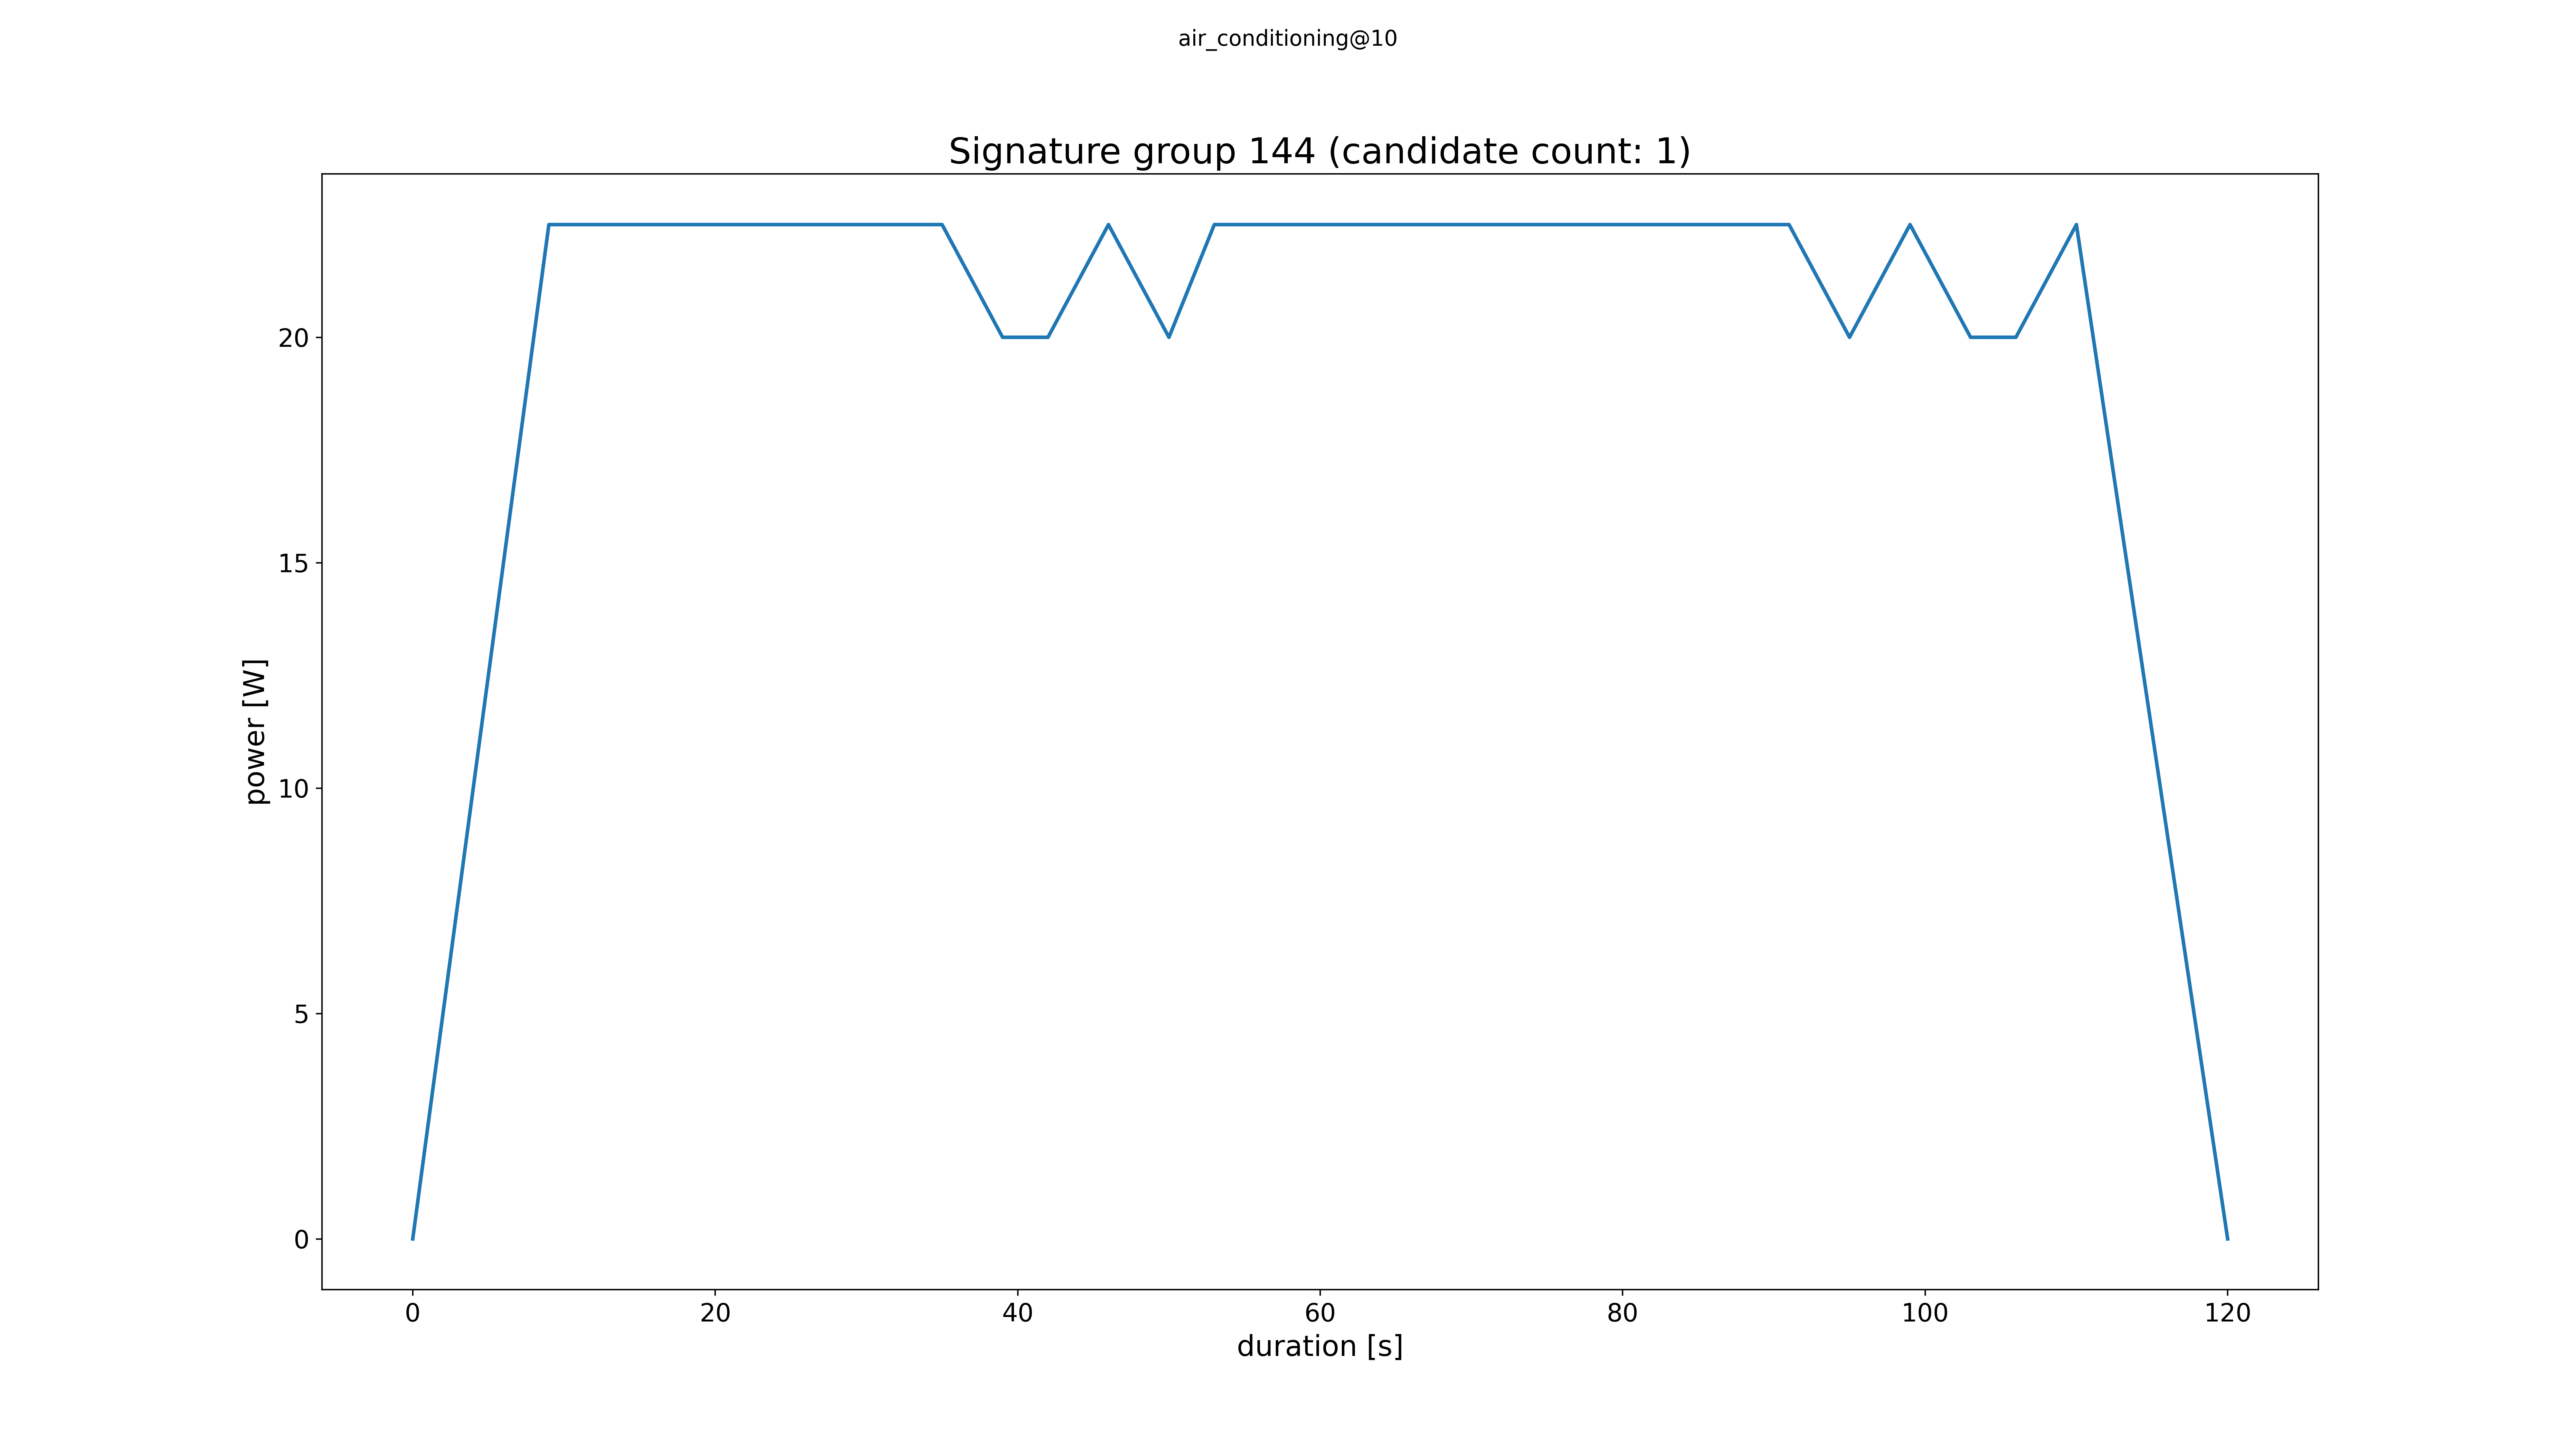 air_conditioning@10
Signature group 144 (candidate count: 1)
power [W]
20
15
10
5
0
0 20 40 60 80 100 120
duration [s]